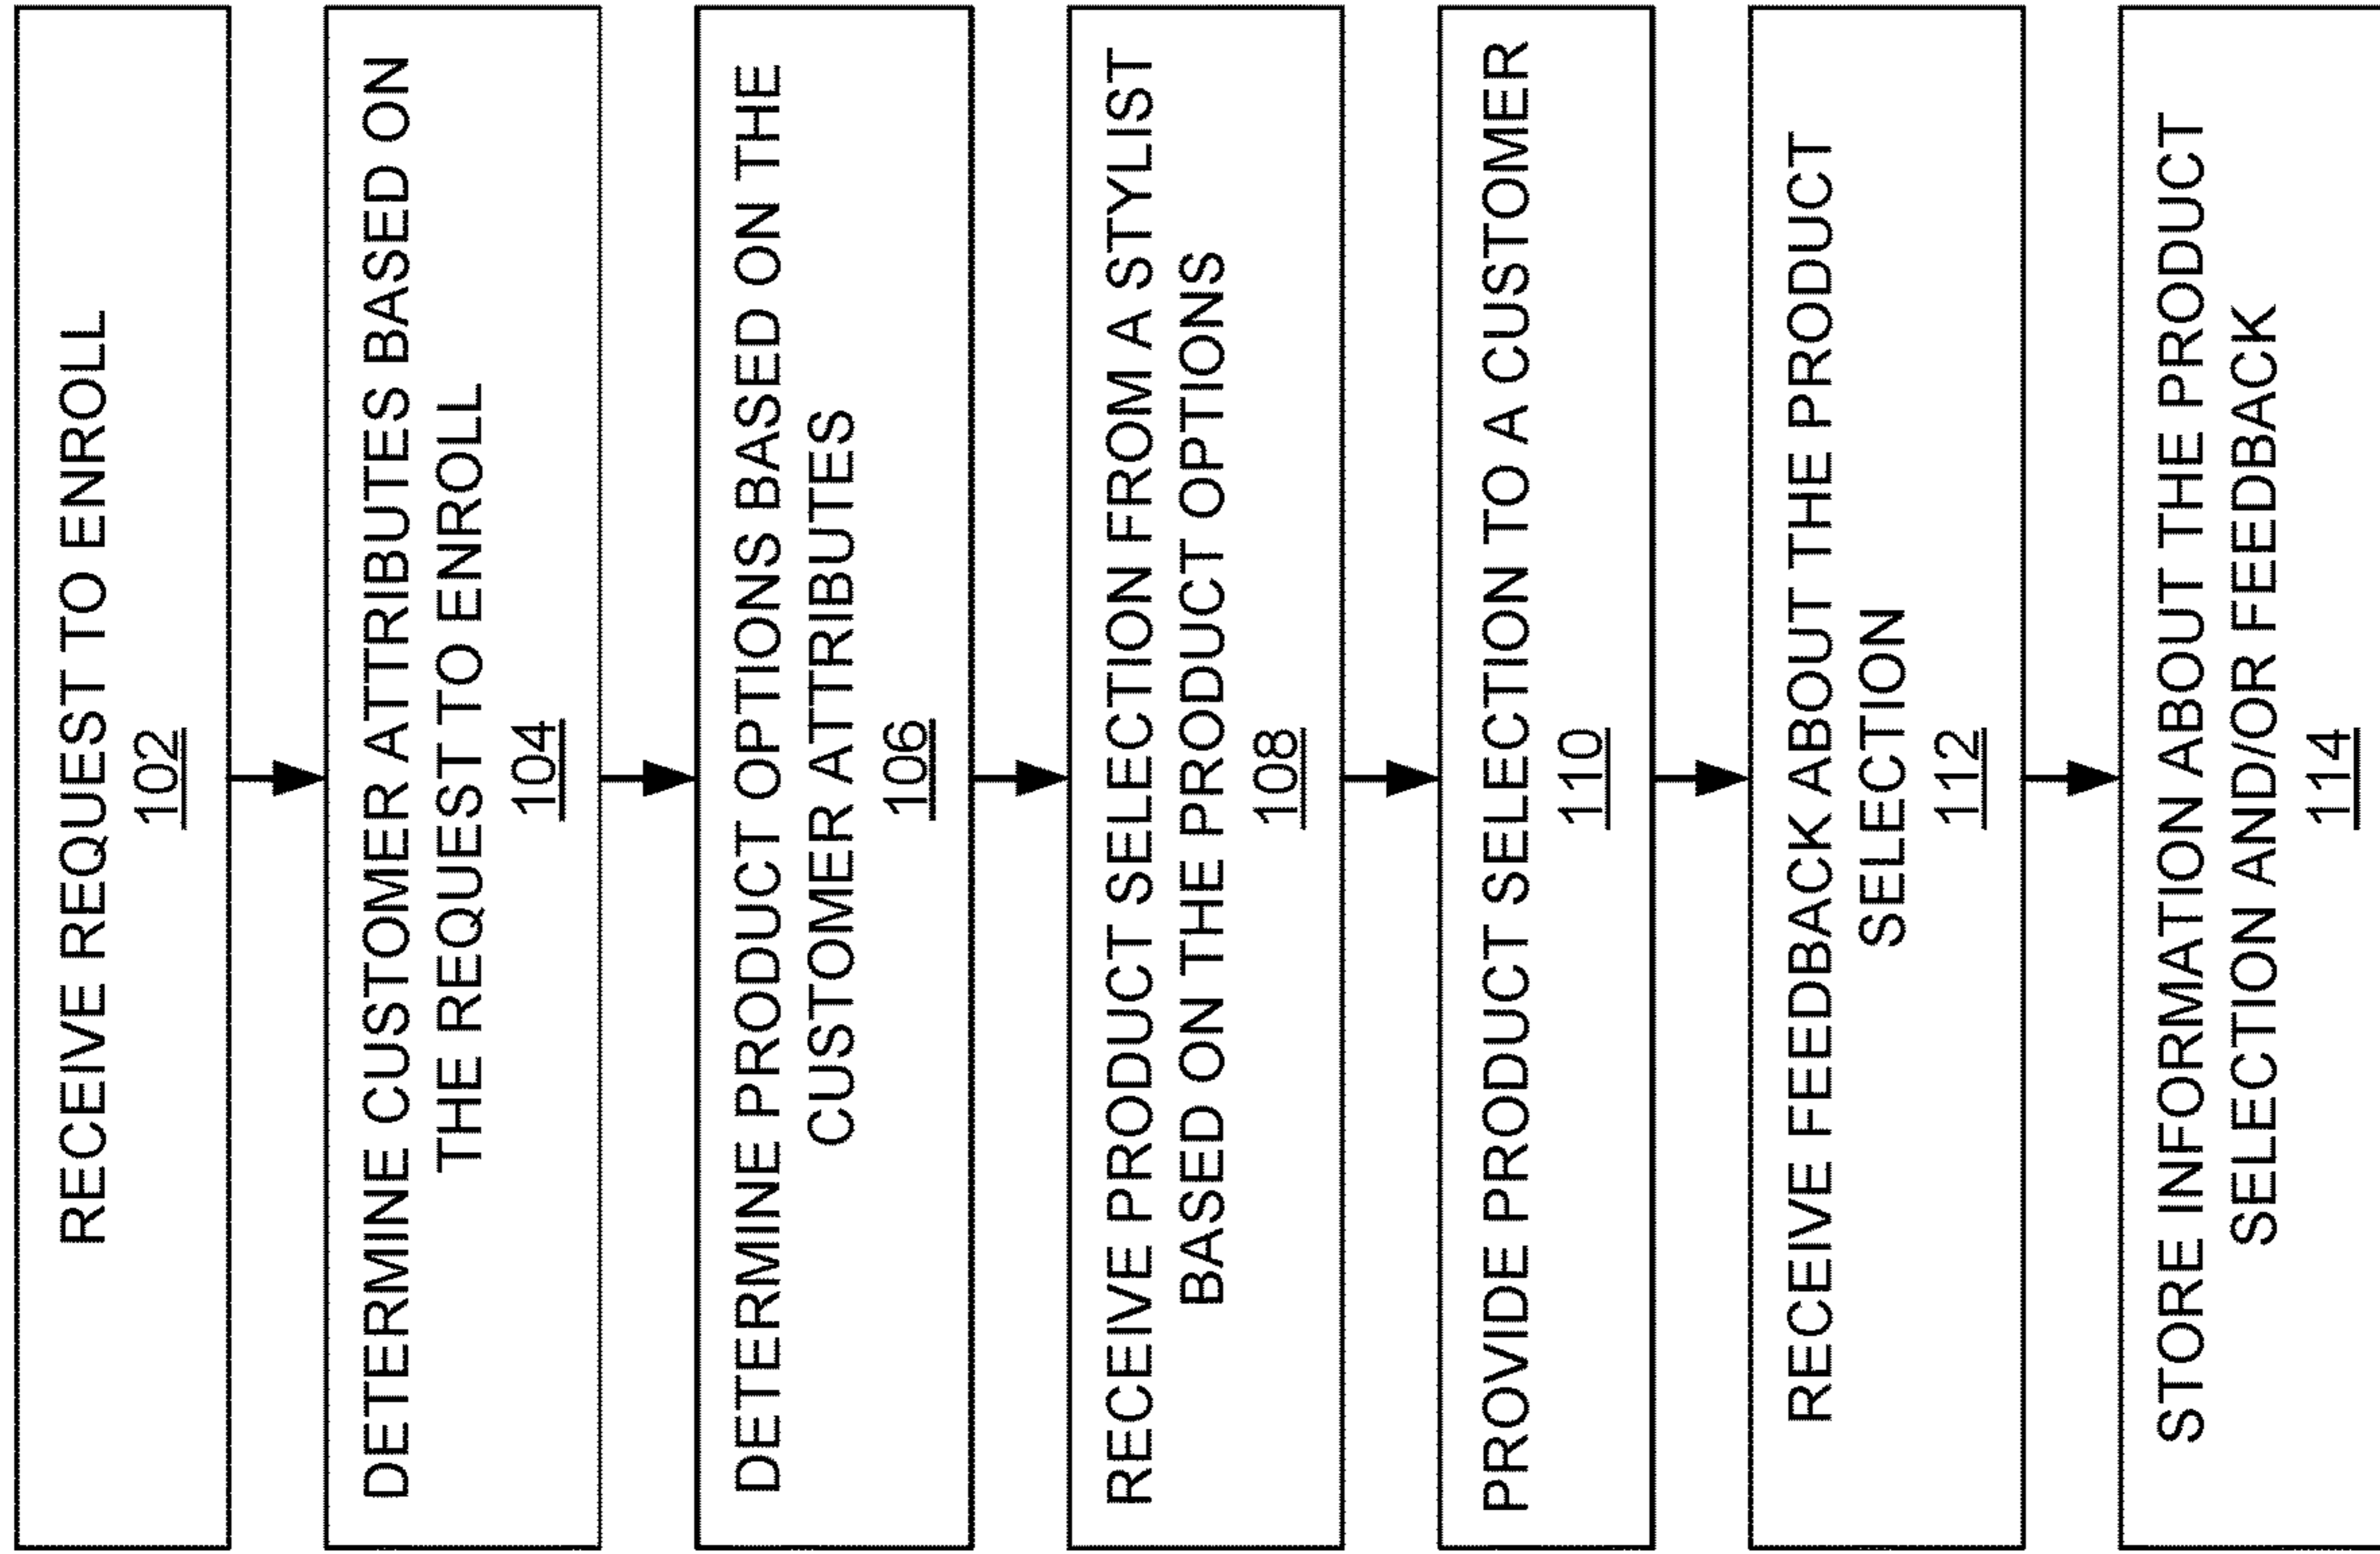 RECEIVE REQUEST TO ENROLL
102
DETERMINE CUSTOMER ATTRIBUTES BASED ON
THE REQUEST TO ENROLL
104
DETERMINE PRODUCT OPTIONS BASED ON THE
CUSTOMER ATTRIBUTES
106
RECEIVE PRODUCT SELECTION FROM A STYLIST
BASED ON THE PRODUCT OPTIONS
108
PROVIDE PRODUCT SELECTION TO A CUSTOMER
110
RECEIVE FEEDBACK ABOUT THE PRODUCT
SELECTION
112
STORE INFORMATION ABOUT THE PRODUCT
SELECTION AND/OR FEEDBACK
114